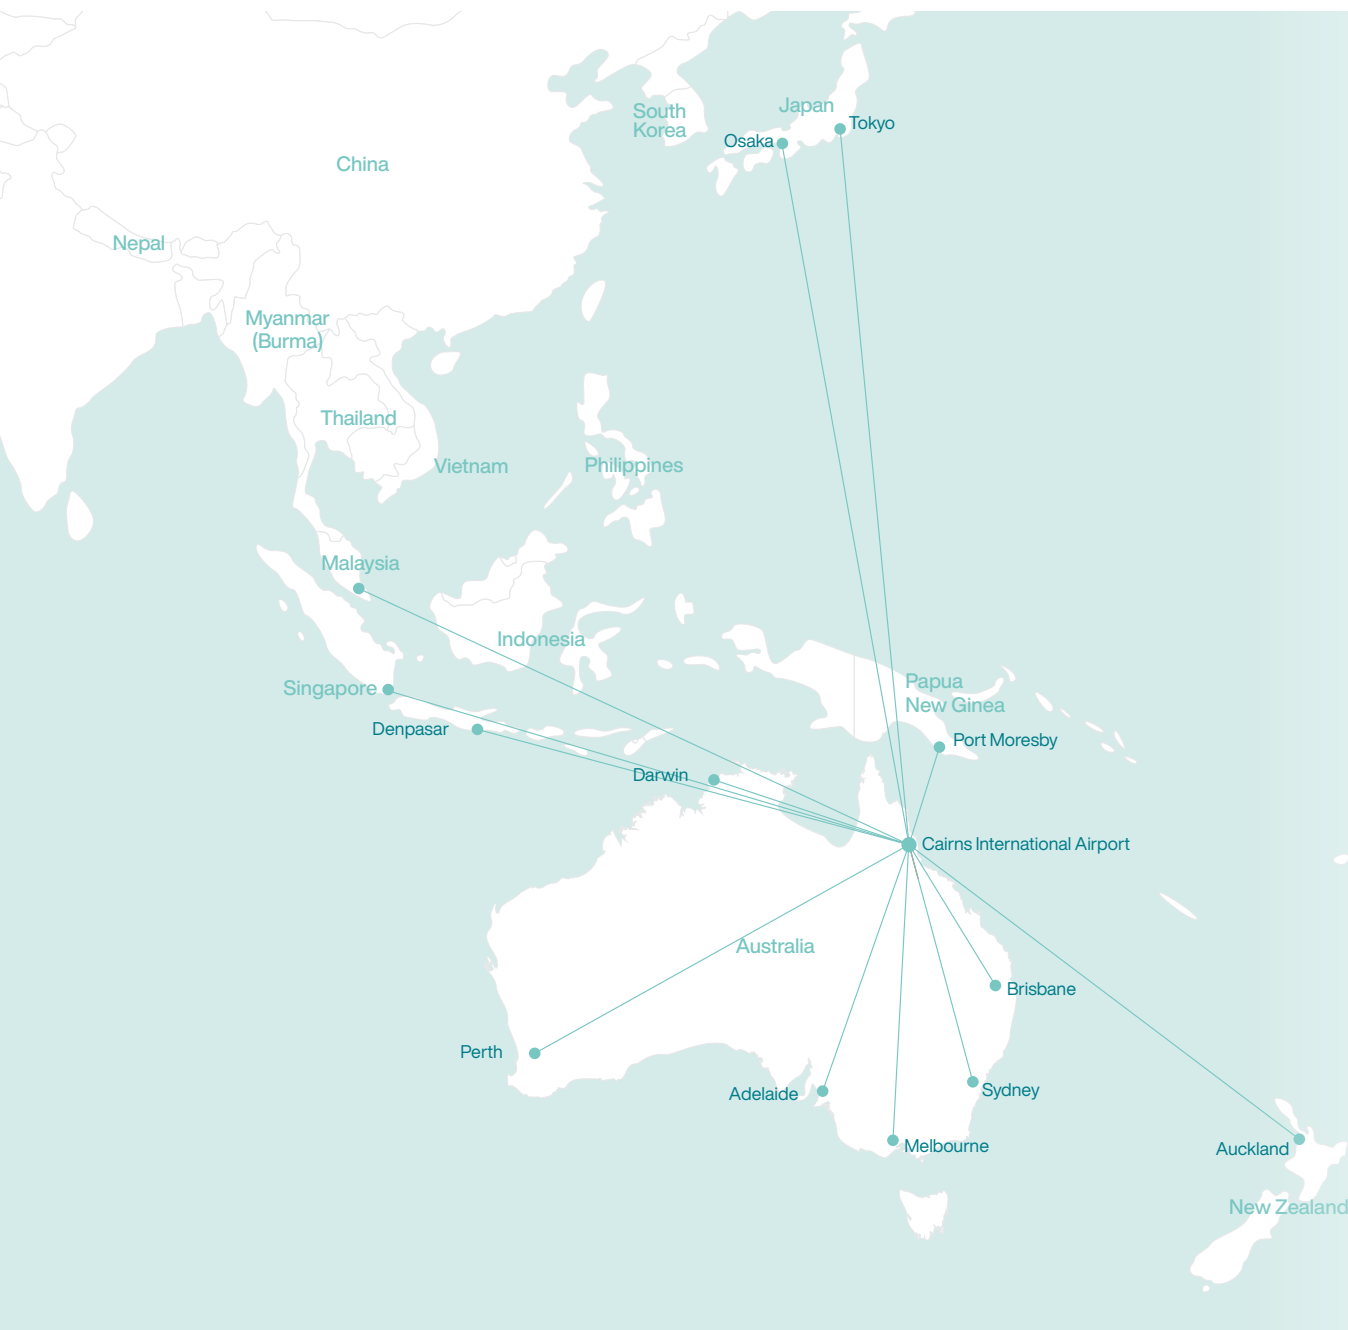 Japan
South
Korea
Tokyo
Osaka
China
Nepal
Myanmar
(Burma)
Thailand
Vietnam
Philippines
Malaysia
Indonesia
Papua
New Ginea
Singapore
Denpasar
Port Moresby
Darwin
Cairns International Airport
Australia
Brisbane
Perth
Adelaide
Sydney
Melbourne
Auckland
New Zealand